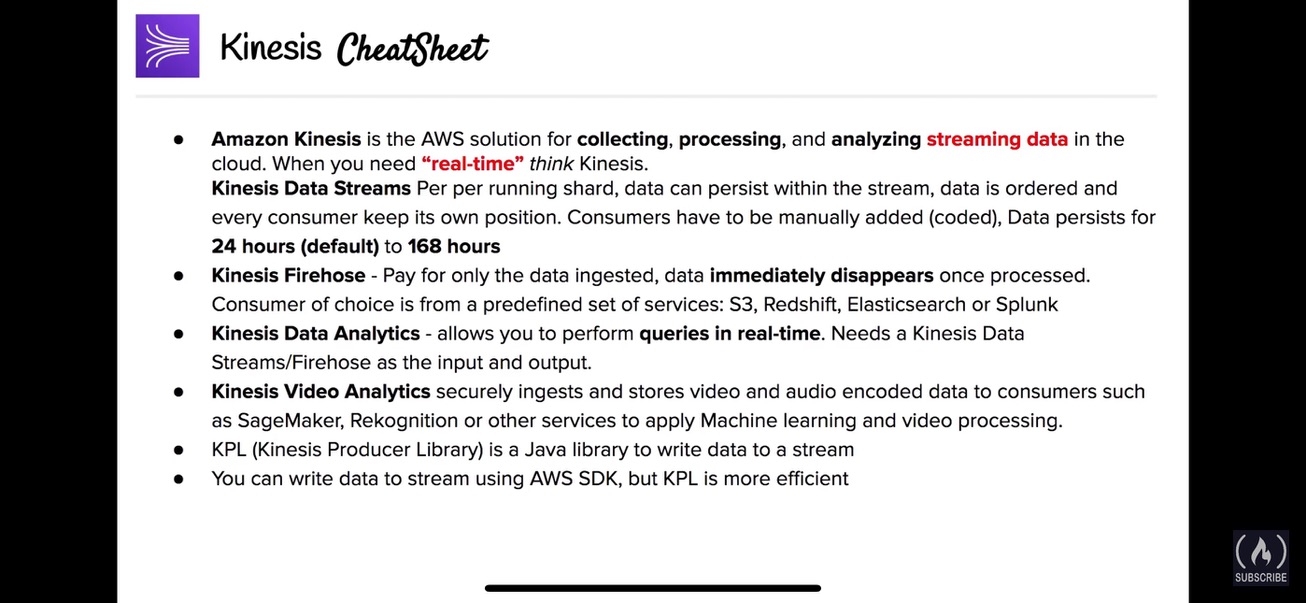 Kinesis CheatSheet
● Amazon Kinesis is the AWS solution for collecting, processing, and analyzing streaming data in the
cloud. When you need “real-time” think Kinesis.
Kinesis Data Streams Per per running shard, data can persist within the stream, data is ordered and
every consumer keep its own position. Consumers have to be manually added (coded), Data persists for
24 hours (default) to 168 hours
● Kinesis Firehose - Pay for only the data ingested, data immediately disappears once processed.
Consumer of choice is from a predefined set of services: S3, Redshift, Elasticsearch or Splunk
● Kinesis Data Analytics - allows you to perform queries in real-time. Needs a Kinesis Data
Streams/Firehose as the input and output.
● Kinesis Video Analytics securely ingests and stores video and audio encoded data to consumers such
as SageMaker, Rekognition or other services to apply Machine learning and video processing.
● KPL (Kinesis Producer Library) is a Java library to write data to a stream
● You can write data to stream using AWS SDK, but KPL is more efficient
SUBSCRIBE